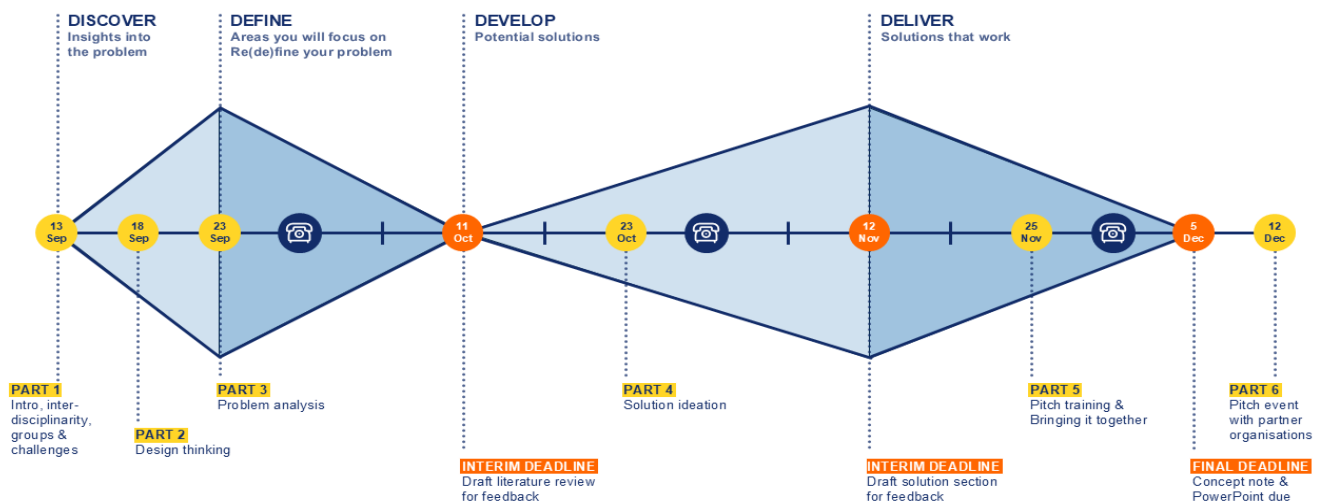 DISCOVER
Insights into
the problem
DEFINE
Areas you will focus on
Re(de)fine your problem
DEVELOP
Potential solutions
DELIVER
Solutions that work
13
Sep
18
Sep
23
Sep
11
Oct
23
Oct
12
Nov
25
Nov
5
Dec
12
Dec
PART 1
Intro, inter-
disciplinarity,
groups &
challenges
PART 2
Design thinking
PART 3
Problem analysis
INTERIM DEADLINE
Draft literature review
for feedback
PART 4
Solution ideation
INTERIM DEADLINE
Draft solution section
for feedback
PART 5
Pitch training &
Bringing it together
FINAL DEADLINE
Concept note &
PowerPoint due
PART 6
Pitch event
with partner
organisations